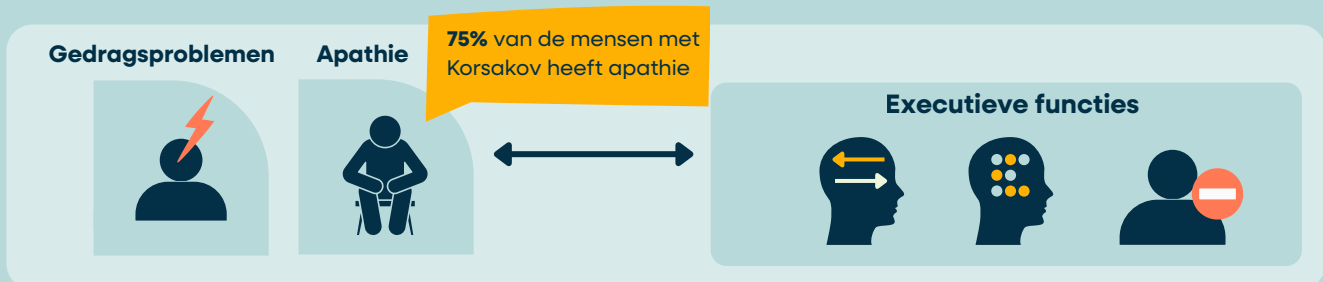 Gedragsproblemen
Apathie
75% van de mensen met
Korsakov heeft apathie
Executieve functies